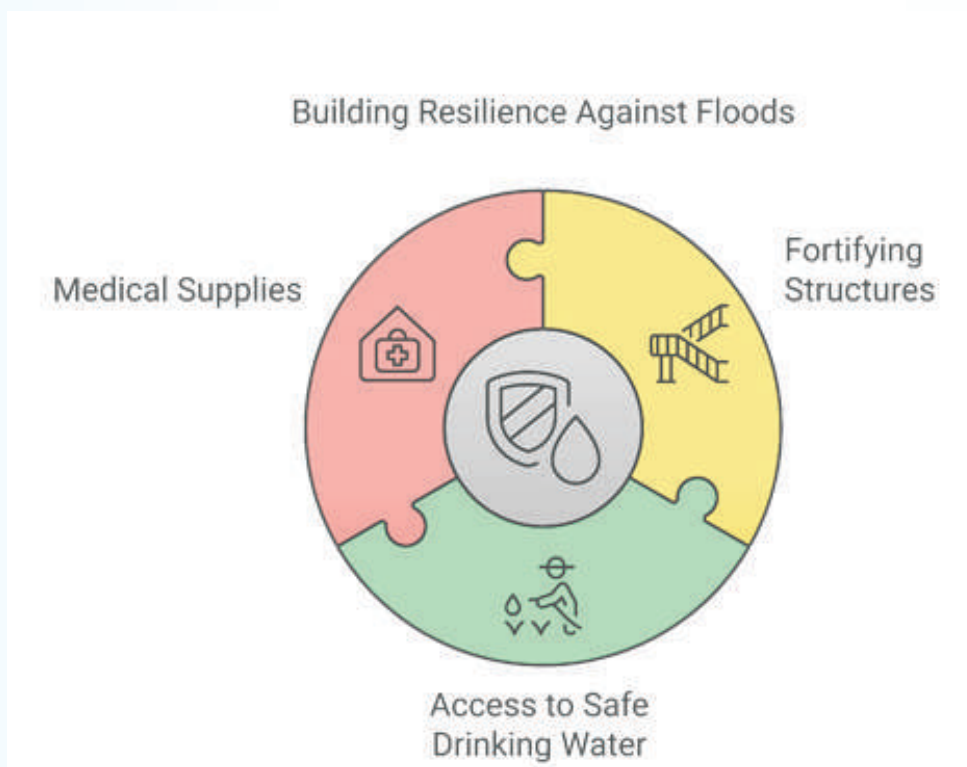 Building Resilience Against Floods
Medical Supplies
Fortifying
Structures
Access to Safe
Drinking Water